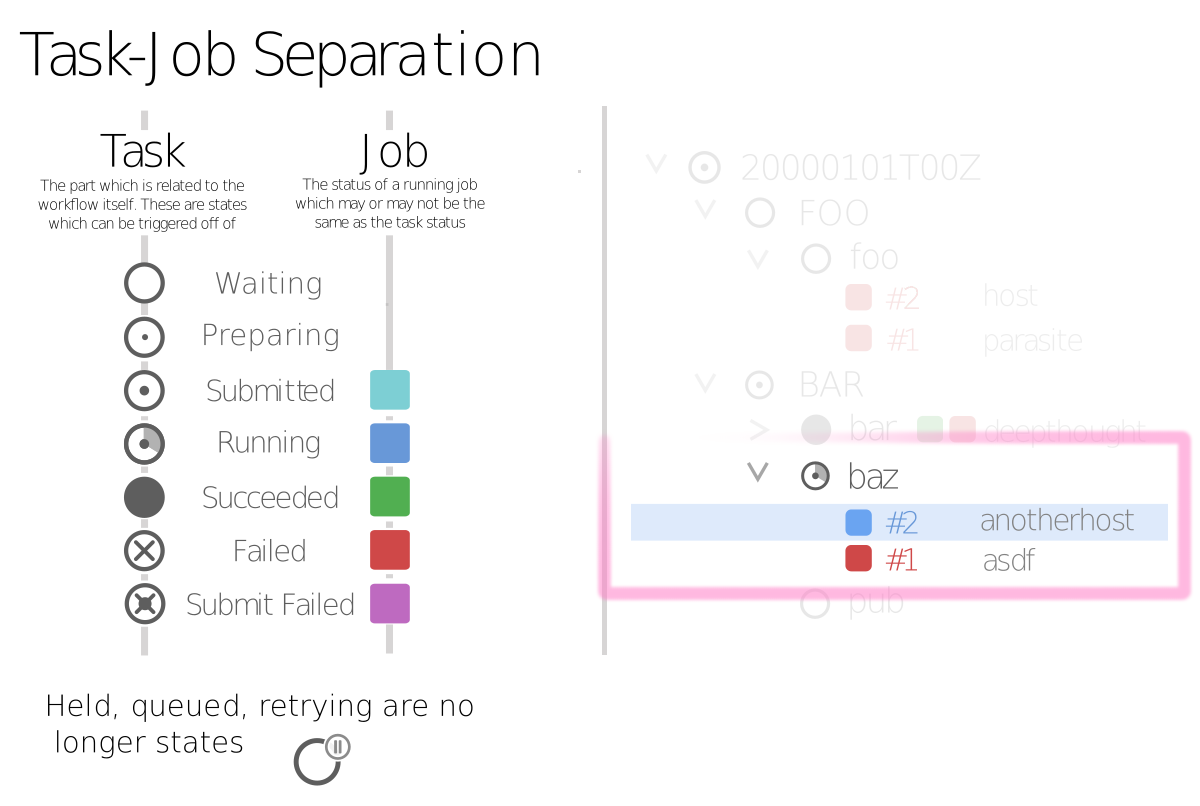 Task-Job Separation
Task
The part which is related to the
workflow itself. These are states
which can be triggered off of
Job
The status of a running job
which may or may not be the
same as the task status
Waiting
Preparing
Submitted
Running
Succeeded
Failed
Submit Failed
Held, queued, retrying are no
longer states
20000101T00Z
FOO
foo
#2 host
#1 parasite
BAR
bar deepthought
baz
#2 anotherhost
#1 asdf
pub